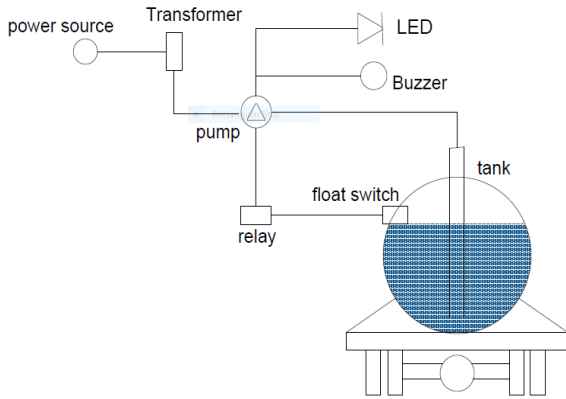 Transformer
power source
LED
Buzzer
pump
tank
float switch
relay